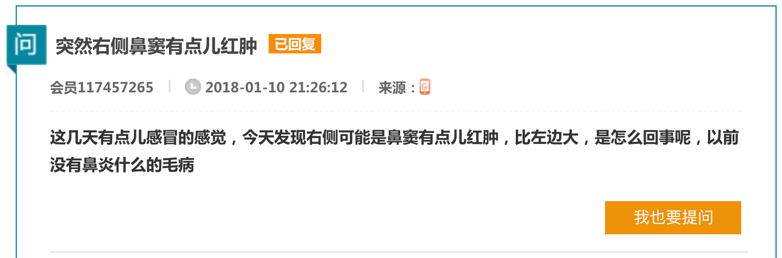 问
突然右侧鼻窦有点儿红肿 已回复
会员117457265 2018-01-10 21:26:12 来源：
这几天有点儿感冒的感觉，今天发现右侧可能是鼻窦有点儿红肿，比左边大，是怎么回事呢，以前
没有鼻炎什么的毛病
我也要提问